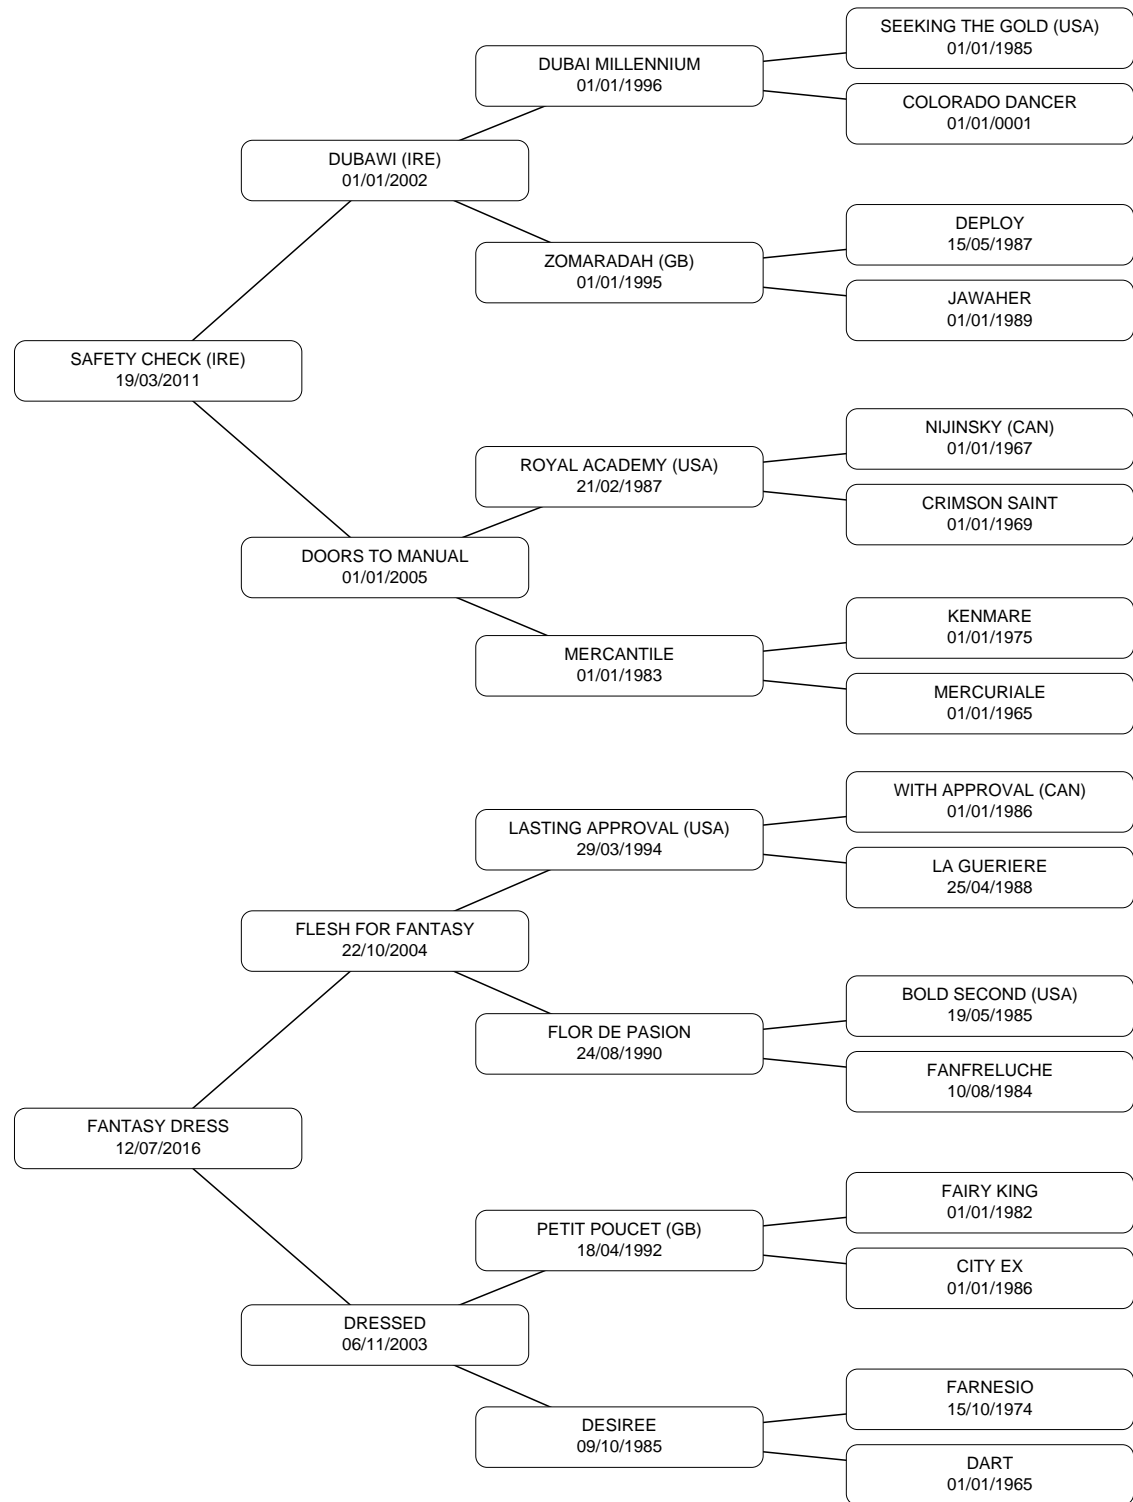 SEEKING THE GOLD (USA)
01/01/1985
DUBAI MILLENNIUM
01/01/1996
COLORADO DANCER
01/01/0001
DUBAWI (IRE)
01/01/2002
DEPLOY
15/05/1987
ZOMARADAH (GB)
01/01/1995
JAWAHER
01/01/1989
SAFETY CHECK (IRE)
19/03/2011
NIJINSKY (CAN)
01/01/1967
ROYAL ACADEMY (USA)
21/02/1987
CRIMSON SAINT
01/01/1969
DOORS TO MANUAL
01/01/2005
KENMARE
01/01/1975
MERCANTILE
01/01/1983
MERCURIALE
01/01/1965
WITH APPROVAL (CAN)
01/01/1986
LASTING APPROVAL (USA)
29/03/1994
LA GUERIERE
25/04/1988
FLESH FOR FANTASY
22/10/2004
BOLD SECOND (USA)
19/05/1985
FLOR DE PASION
24/08/1990
FANFRELUCHE
10/08/1984
FANTASY DRESS
12/07/2016
FAIRY KING
01/01/1982
PETIT POUCET (GB)
18/04/1992
CITY EX
01/01/1986
DRESSED
06/11/2003
FARNESIO
15/10/1974
DESIREE
09/10/1985
DART
01/01/1965